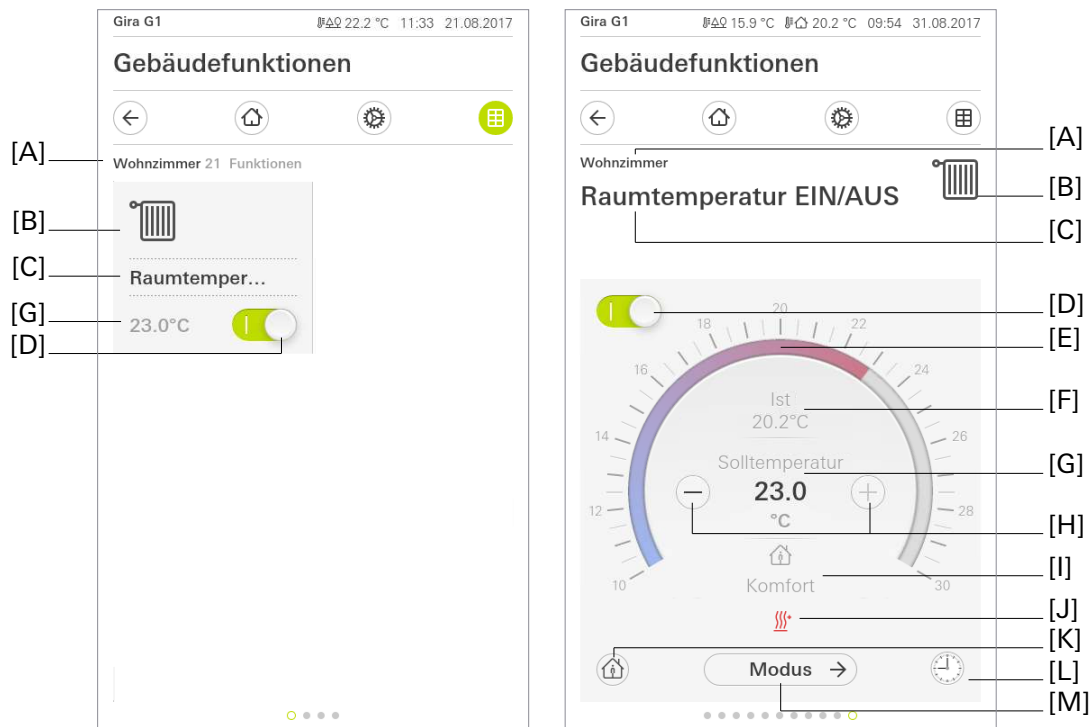 Gira G1 22.2 °C 11:33 21.08.2017
Gebäudefunktionen
[A] Wohnzimmer 21 Funktionen
[B]
[C] Raumtemper...
[G] 23.0°C
[D]
Gira G1 15.9 °C 20.2 °C 09:54 31.08.2017
Gebäudefunktionen
[A]
Wohnzimmer
[B]
Raumtemperatur EIN/AUS
[C]
[D]
20
18 22
[E]
16 24
Ist
[F]
20.2°C
14 26
Solltemperatur
[G]
23.0
12 28
°C
[H]
[I]
10 Komfort 30
[J]
[K]
Modus →
[L]
[M]